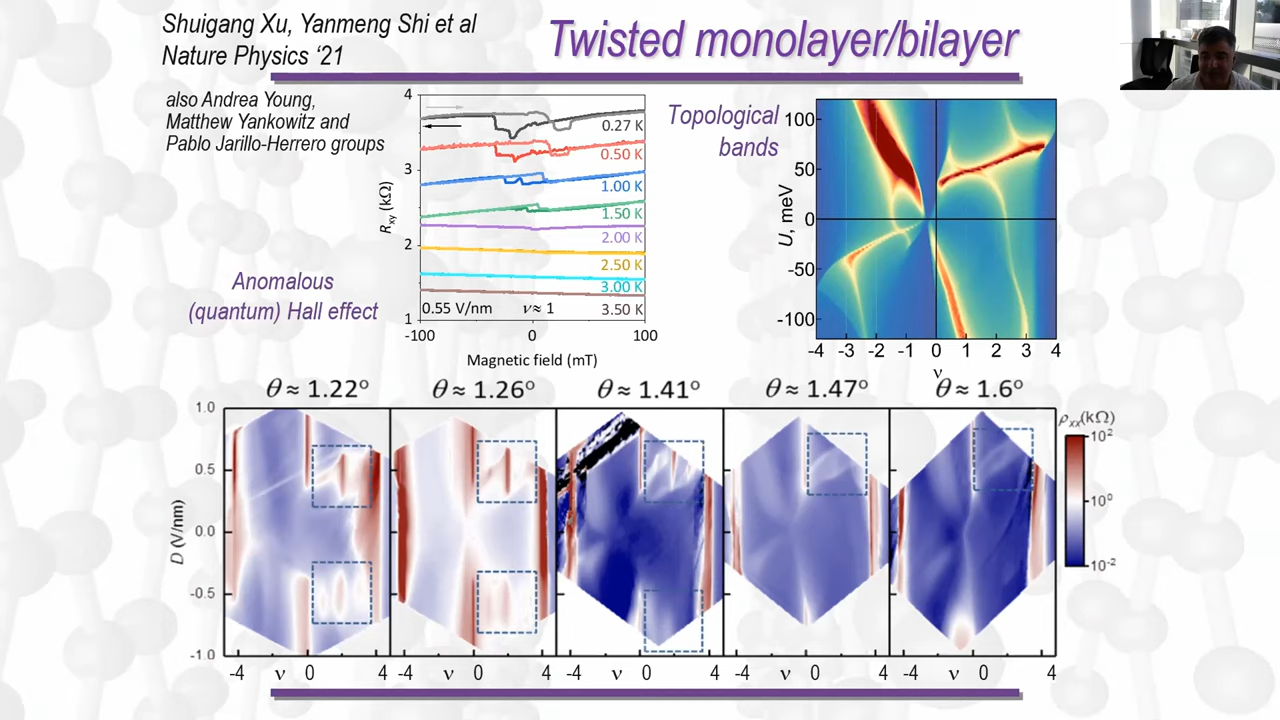 Shuigang Xu, Yanmeng Shi et al
Nature Physics ‘21
Twisted monolayer/bilayer
also Andrea Young,
Matthew Yankowitz and
Pablo Jarillo-Herrero groups
Anomalous
(quantum) Hall effect
4
3
2
1
Rxy (kΩ)
0.27 K
0.50 K
1.00 K
1.50 K
2.00 K
2.50 K
3.00 K
3.50 K
0.55 V/nm ν≈ 1
-100 0 100
Magnetic field (mT)
Topological
bands
U, meV
100
50
0
-50
-100
-4 -3 -2 -1 0 1 2 3 4
ν
θ ≈ 1.22° θ ≈ 1.26° θ ≈ 1.41° θ ≈ 1.47° θ ≈ 1.6°
D (V/nm)
1.0
0.5
0.0
-0.5
-1.0
-4 ν 0 4 -4 ν 0 4 -4 ν 0 4 -4 ν 0 4 -4 ν 0 4
ρxx(kΩ)
10²
10⁰
10⁻²